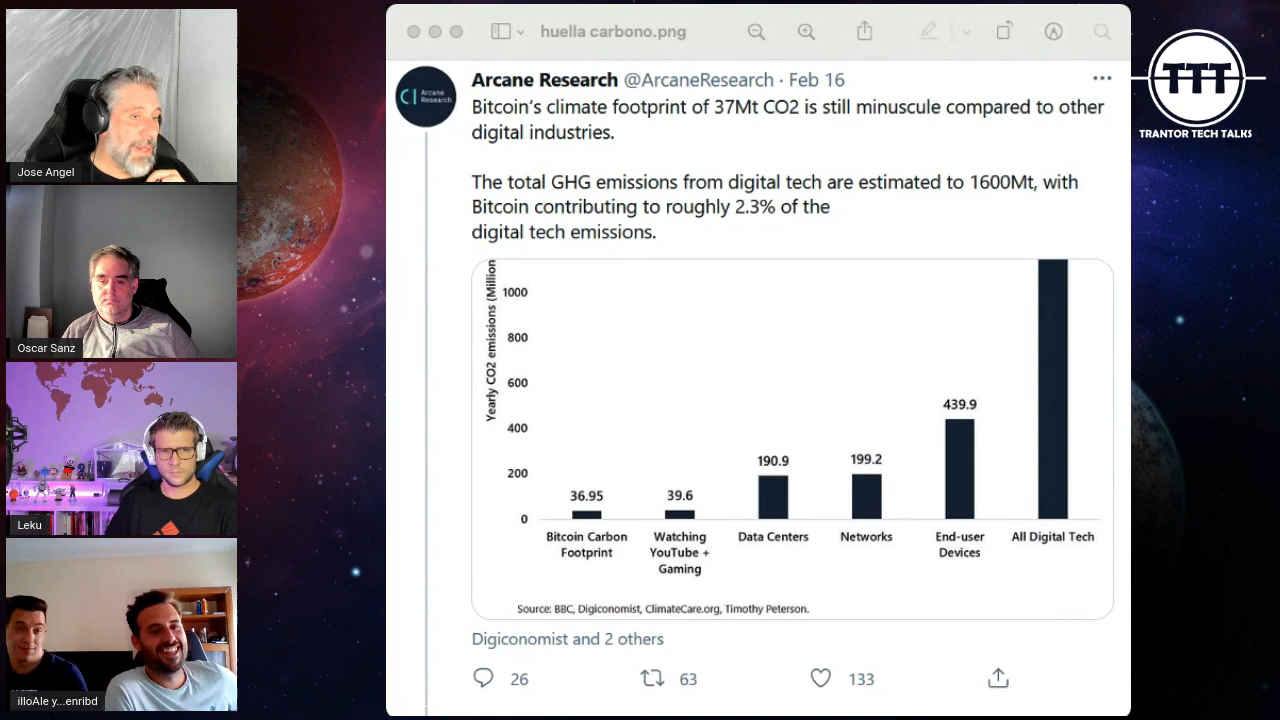 Jose Angel
Oscar Sanz
Leku
illoAle y...enribd
huella carbono.png
CI Arcane
Research
Arcane Research @ArcaneResearch · Feb 16
Bitcoin's climate footprint of 37Mt CO2 is still minuscule compared to other
digital industries.
The total GHG emissions from digital tech are estimated to 1600Mt, with
Bitcoin contributing to roughly 2.3% of the
digital tech emissions.
Yearly CO2 emissions (Million
1000
800
600
400
200
0
36.95
39.6
190.9
199.2
439.9
Bitcoin Carbon
Footprint
Watching
YouTube +
Gaming
Data Centers
Networks
End-user
Devices
All Digital Tech
Source: BBC, Digiconomist, ClimateCare.org, Timothy Peterson.
Digiconomist and 2 others
26
63
133
TTT
TRANTOR TECH TALKS